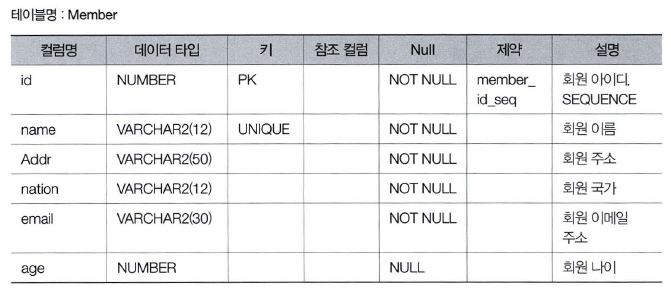 테이블명 : Member
컬럼명 데이터 타입 키 참조 컬럼 Null 제약 설명
id NUMBER PK NOT NULL member_ 회원 아이디,
id_seq SEQUENCE
name VARCHAR2(12) UNIQUE NOT NULL 회원 이름
Addr VARCHAR2(50) NOT NULL 회원 주소
nation VARCHAR2(12) NOT NULL 회원 국가
email VARCHAR2(30) NOT NULL 회원 이메일
주소
age NUMBER NULL 회원 나이